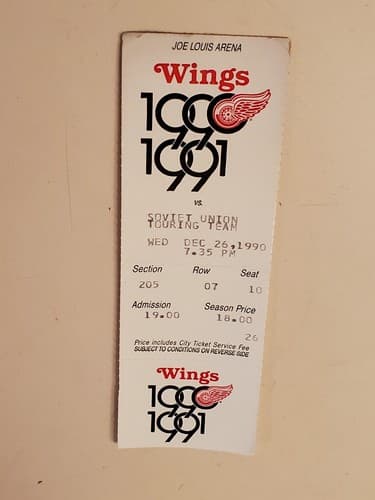 JOE LOUIS ARENA
Wings
1990
1991
vs.
SOVIET UNION
TOURING TEAM
WED DEC 26,1990
7.35 PM
Section Row Seat
205 07 10
Admission Season Price
19.00 18.00
26
Price includes City Ticket Service Fee
SUBJECT TO CONDITIONS ON REVERSE SIDE
Wings
1990
1991